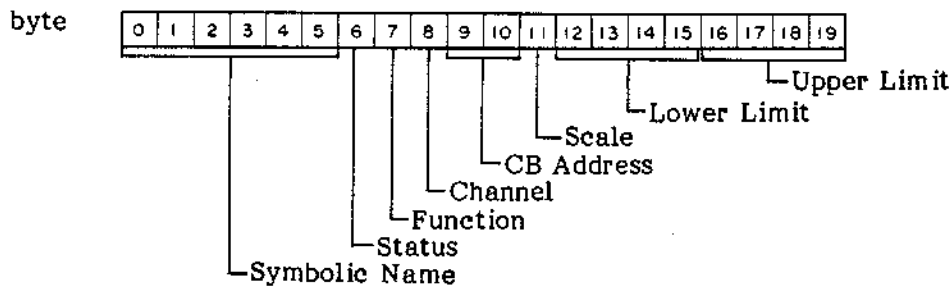 byte 0 1 2 3 4 5 6 7 8 9 10 11 12 13 14 15 16 17 18 19
Upper Limit
Lower Limit
Scale
CB Address
Channel
Function
Status
Symbolic Name